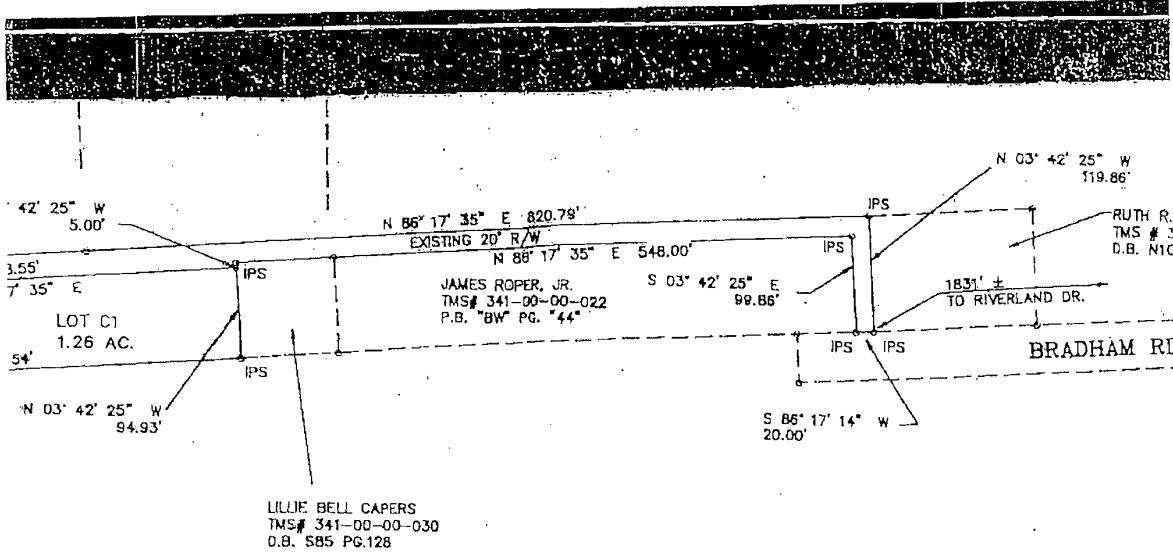 N 03° 42' 25" W
119.86'
42' 25" W
5.00'
N 86° 17' 35" E 820.79'
IPS
RUTH R.
TMS # 3
D.B. N10
EXISTING 20' R/W
N 86° 17' 35" E 548.00'
IPS
3.55'
7' 35" E
IPS
JAMES ROPER, JR.
TMS# 341-00-00-022
P.B. "BW" PG. "44"
S 03° 42' 25" E
99.86'
1831' ±
TO RIVERLAND DR.
LOT C1
1.26 AC.
54'
IPS
IPS
IPS
BRADHAM
N 03° 42' 25" W
94.93'
S 86° 17' 14" W
20.00'
LILLIE BELL CAPERS
TMS# 341-00-00-030
D.B. S85 PG.128